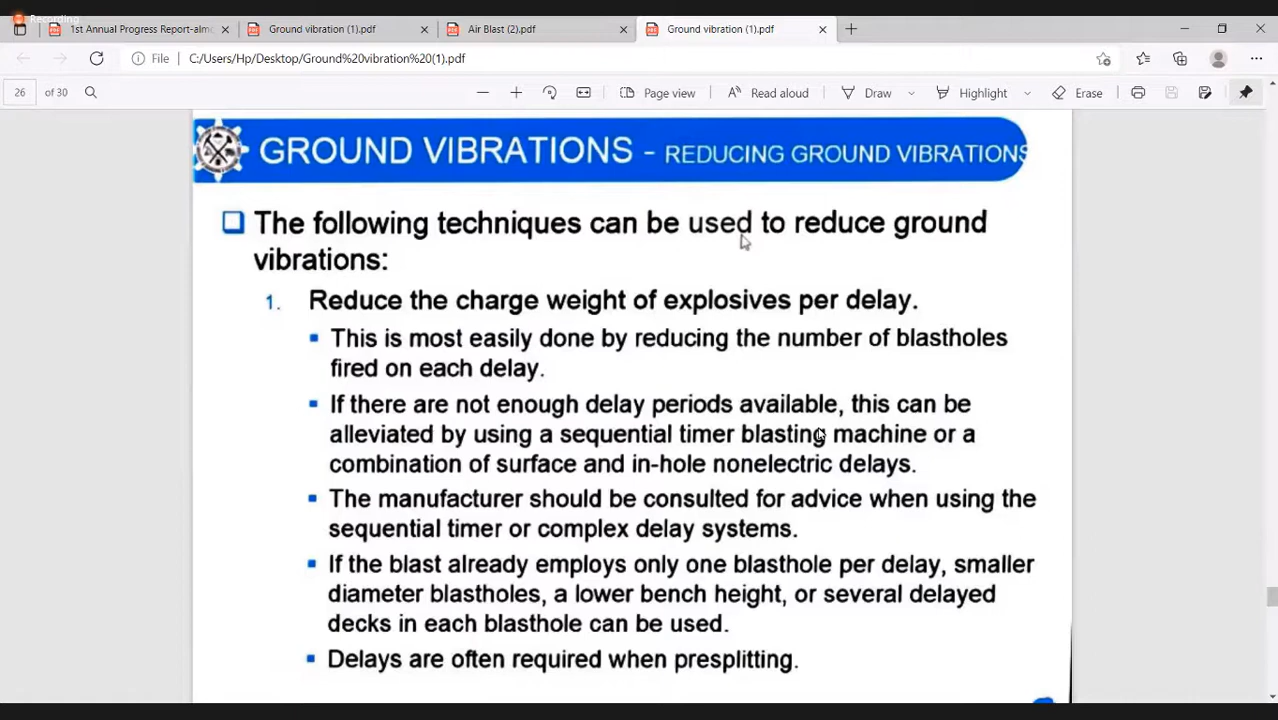 Recording
1st Annual Progress Report-almo
Ground vibration (1).pdf
Air Blast (2).pdf
Ground vibration (1).pdf
File
C:/Users/Hp/Desktop/Ground%20vibration%20(1).pdf
26 of 30
Page view
Read aloud
Draw
Highlight
Erase
GROUND VIBRATIONS - REDUCING GROUND VIBRATIONS
The following techniques can be used to reduce ground
vibrations:
1. Reduce the charge weight of explosives per delay.
This is most easily done by reducing the number of blastholes
fired on each delay.
If there are not enough delay periods available, this can be
alleviated by using a sequential timer blasting machine or a
combination of surface and in-hole nonelectric delays.
The manufacturer should be consulted for advice when using the
sequential timer or complex delay systems.
If the blast already employs only one blasthole per delay, smaller
diameter blastholes, a lower bench height, or several delayed
decks in each blasthole can be used.
Delays are often required when presplitting.